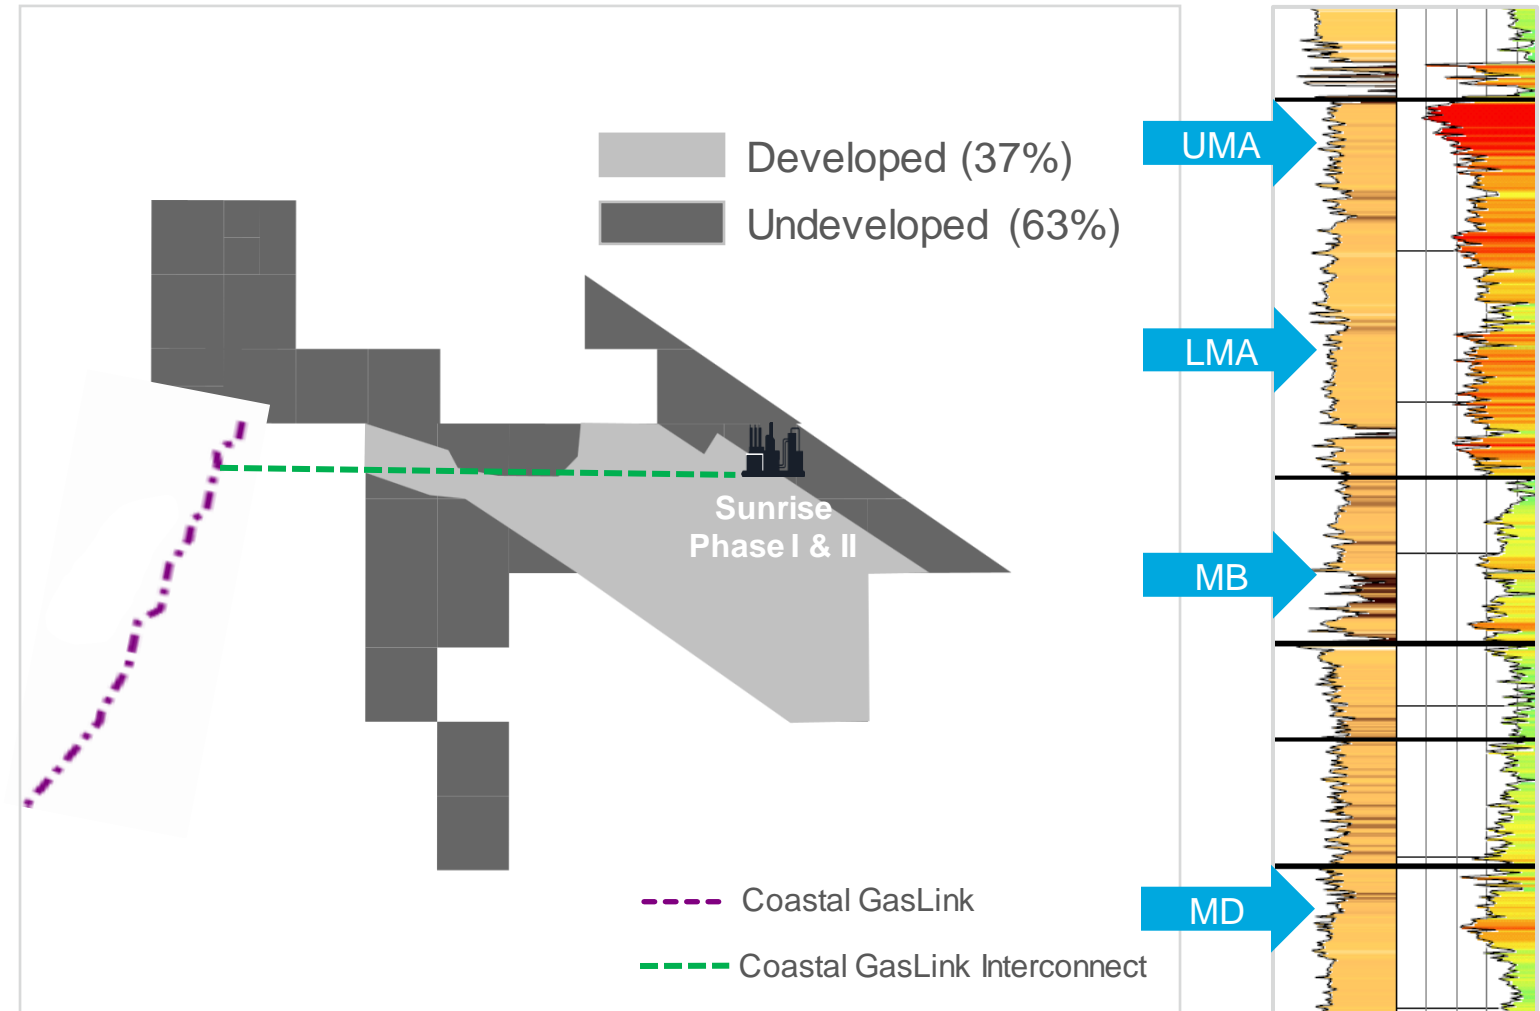 Developed (37%)
Undeveloped (63%)
Sunrise
Phase I & II
Coastal GasLink
Coastal GasLink Interconnect
UMA
LMA
MB
MD